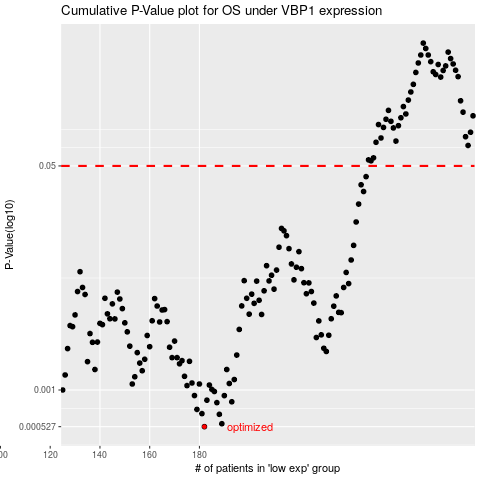 Cumulative P-Value plot for OS under VBP1 expression
P-Value(log10)
0.05
0.001
0.000527
optimized
00 120 140 160 180
# of patients in 'low exp' group